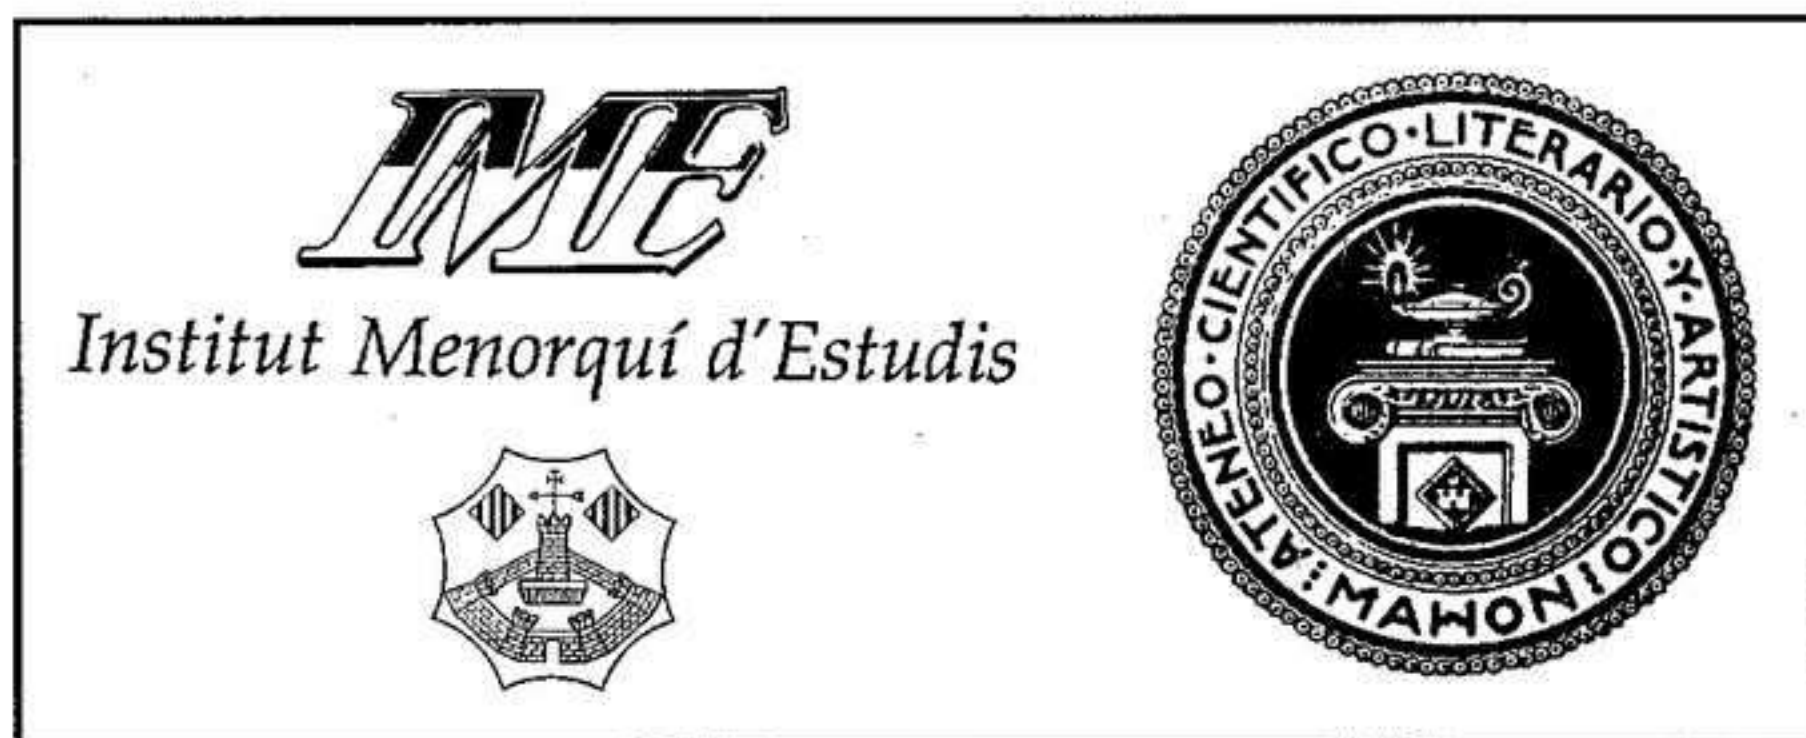 IME
Institut Menorquí d'Estudis
ATENEO·CIENTIFICO·LITERARIO·Y·ARTISTICO
MAHON